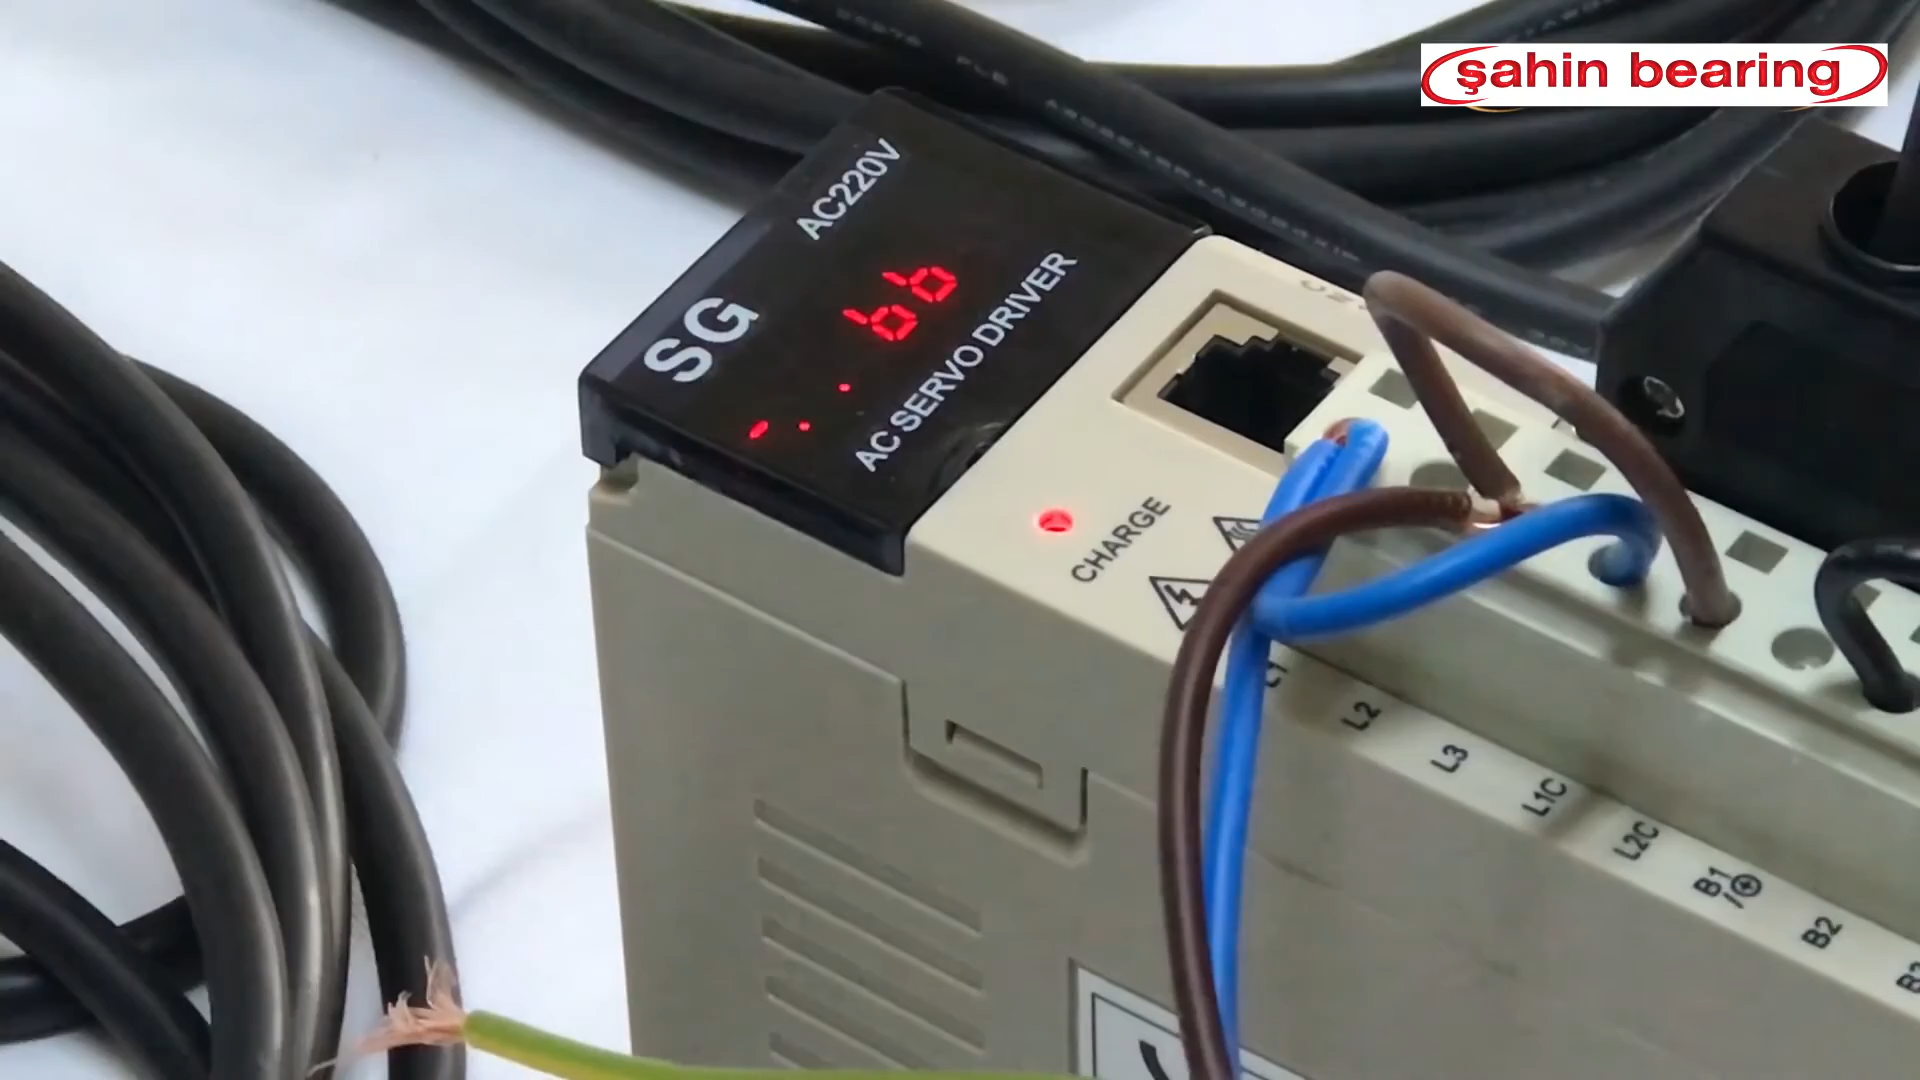 şahin bearing
AC220V
SG
bb
AC SERVO DRIVER
CHARGE
L2
L3
L1C
L2C
B1
B2